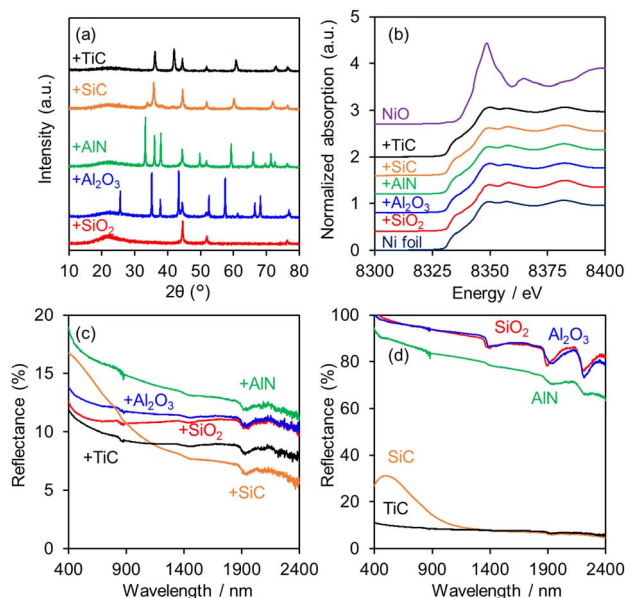 (a)
+TiC
+SiC
+AlN
+Al₂O₃
+SiO₂
Intensity (a.u.)
10 20 30 40 50 60 70 80
2θ (°)
(b)
5
4
3
2
1
0
NiO
+TiC
+SiC
+AlN
+Al₂O₃
+SiO₂
Ni foil
Normalized absorption (a.u.)
8300 8325 8350 8375 8400
Energy / eV
(c)
20
15
10
5
0
+AlN
+Al₂O₃
+SiO₂
+TiC
+SiC
Reflectance (%)
400 900 1400 1900 2400
Wavelength / nm
(d)
100
80
60
40
20
0
SiO₂
Al₂O₃
AlN
SiC
TiC
Reflectance (%)
400 900 1400 1900 2400
Wavelength / nm